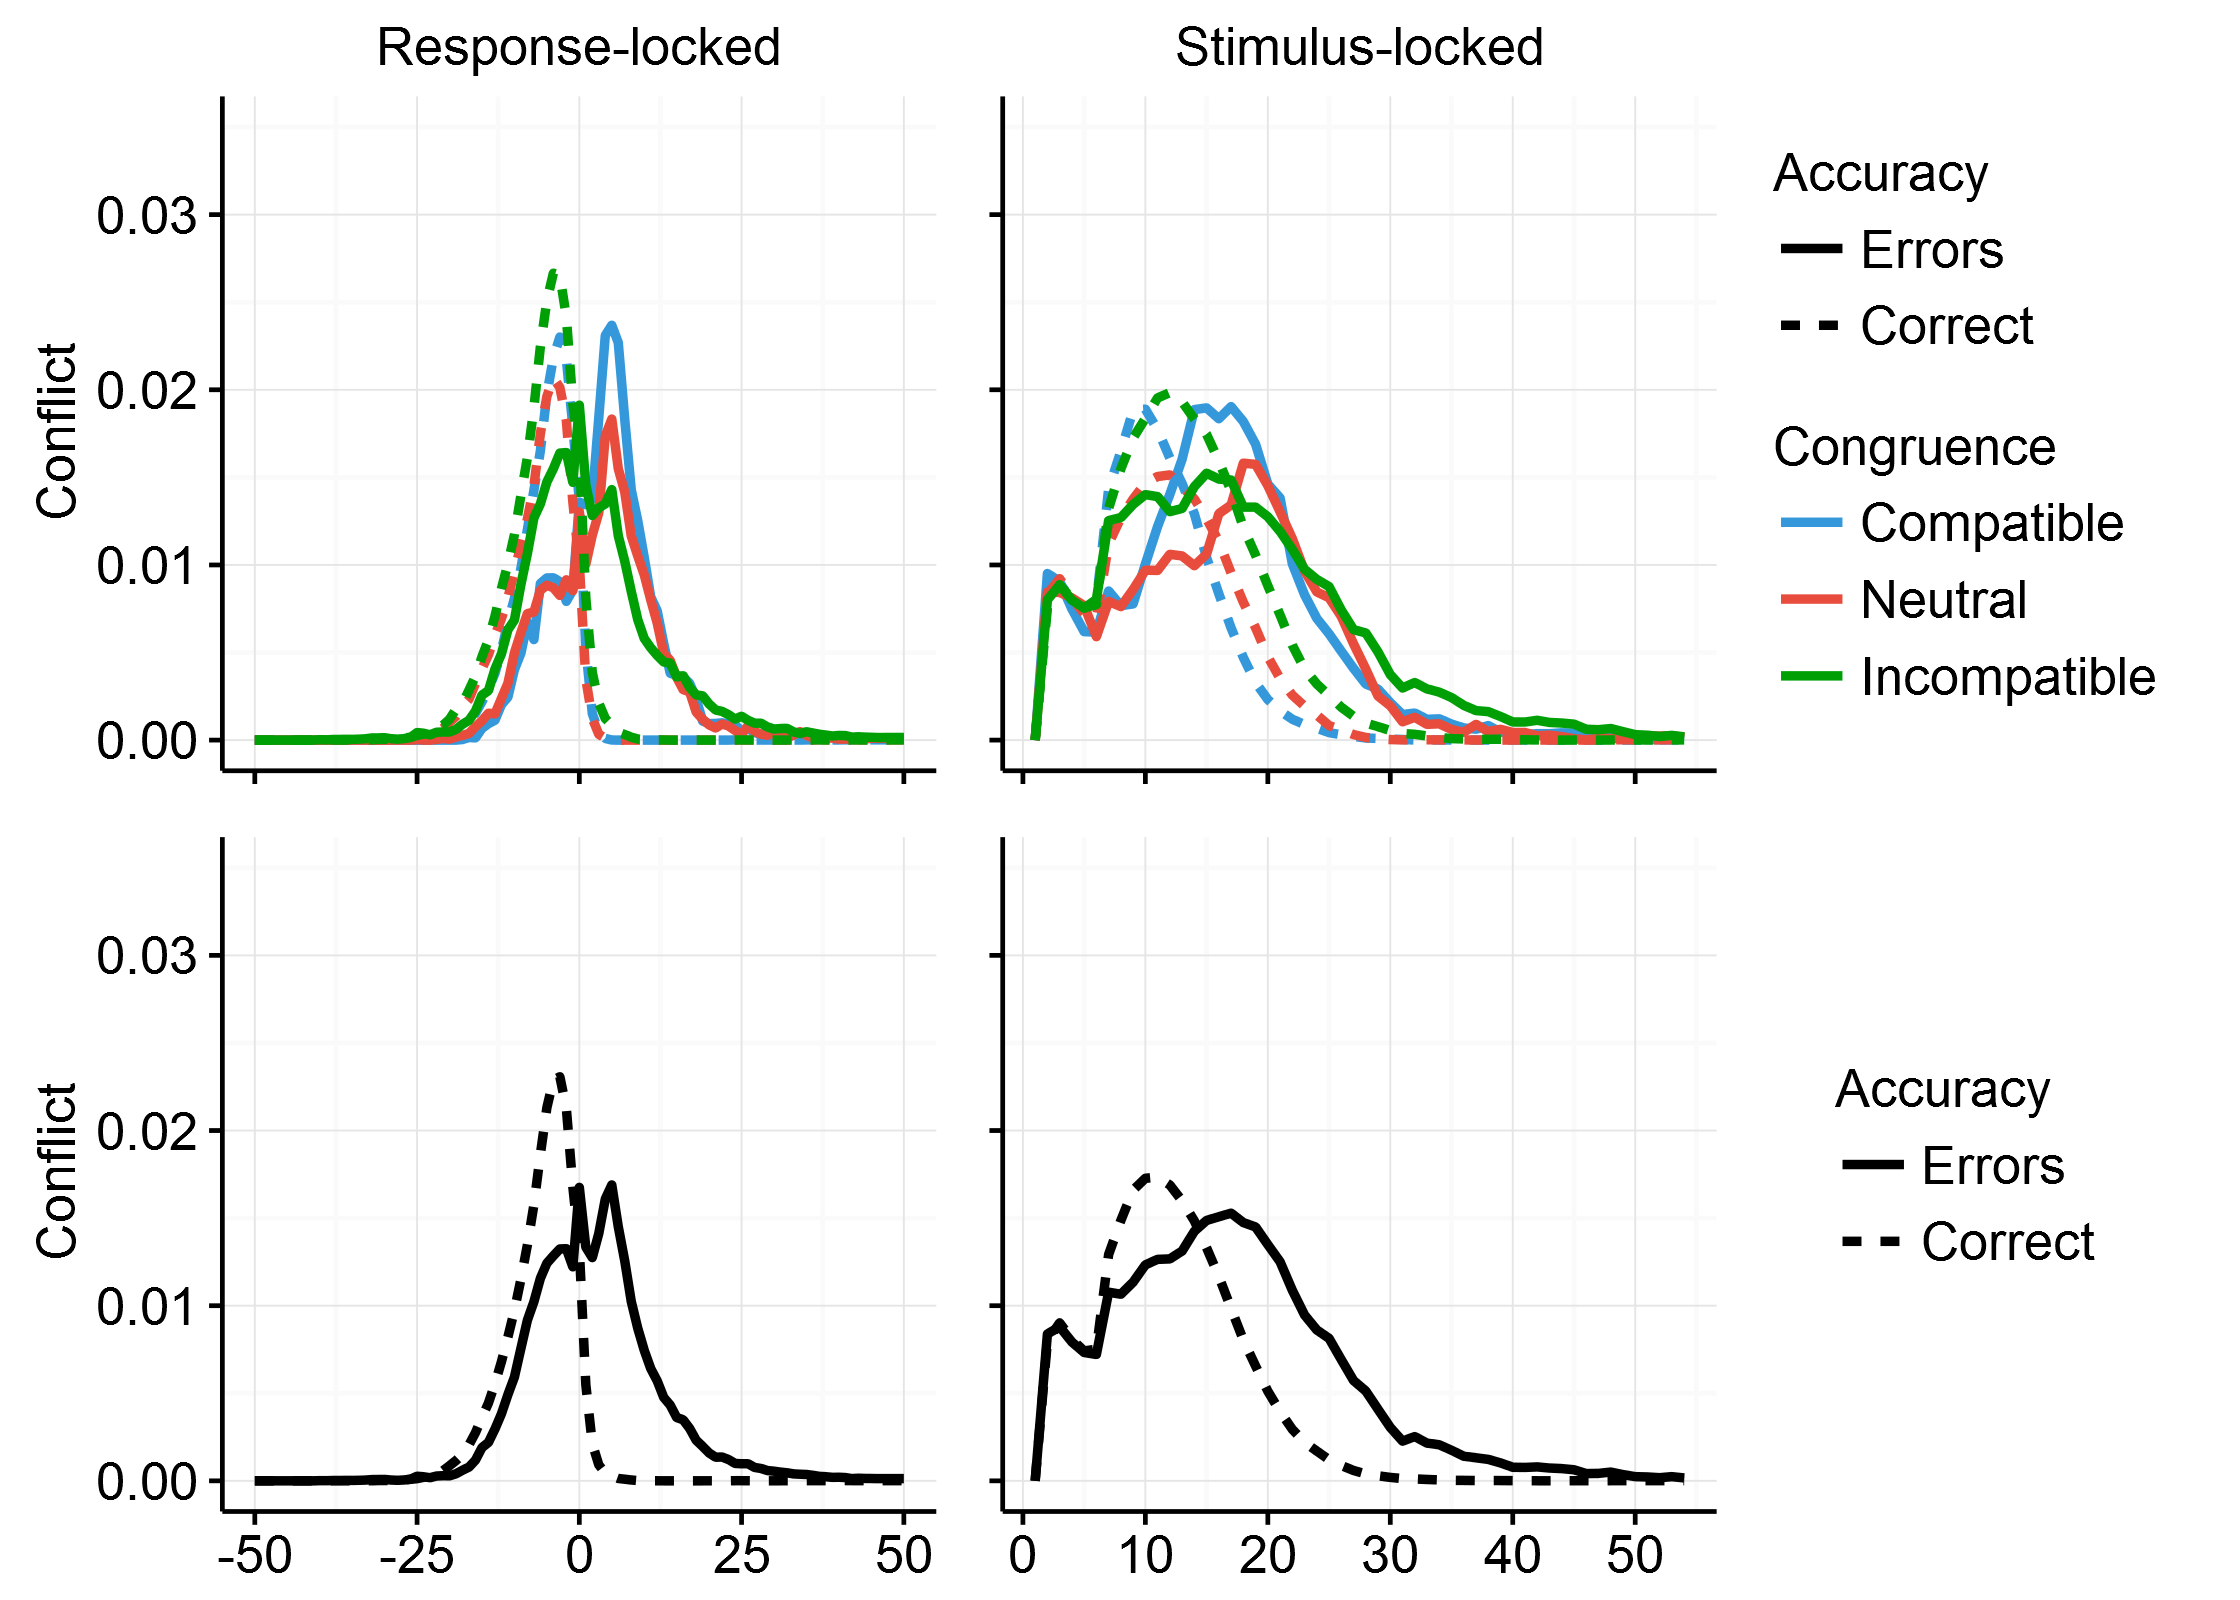 Response-locked
Stimulus-locked
Conflict
0.03
0.02
0.01
0.00
Accuracy
Errors
Correct
Congruence
Compatible
Neutral
Incompatible
Conflict
0.03
0.02
0.01
0.00
-50 -25 0 25 50
0 10 20 30 40 50
Accuracy
Errors
Correct